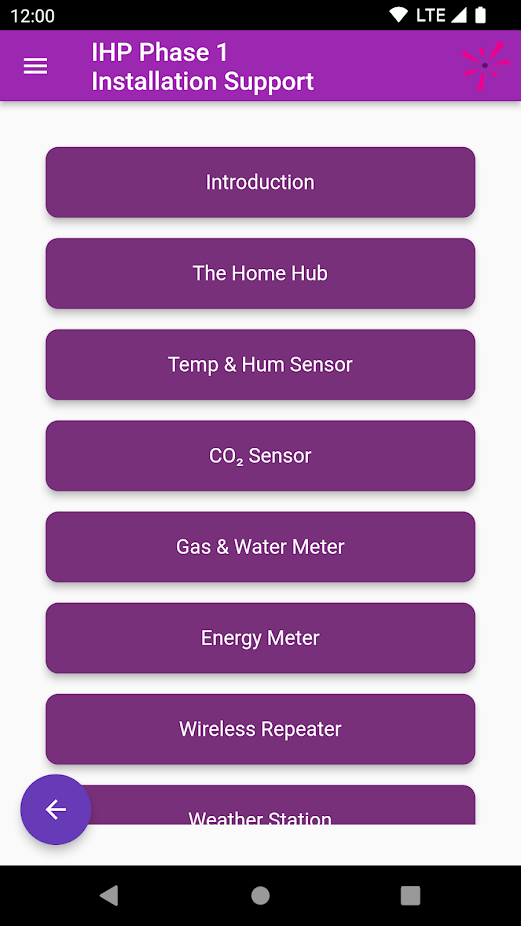 12:00
LTE
IHP Phase 1
Installation Support
Introduction
The Home Hub
Temp & Hum Sensor
CO₂ Sensor
Gas & Water Meter
Energy Meter
Wireless Repeater
Weather Station